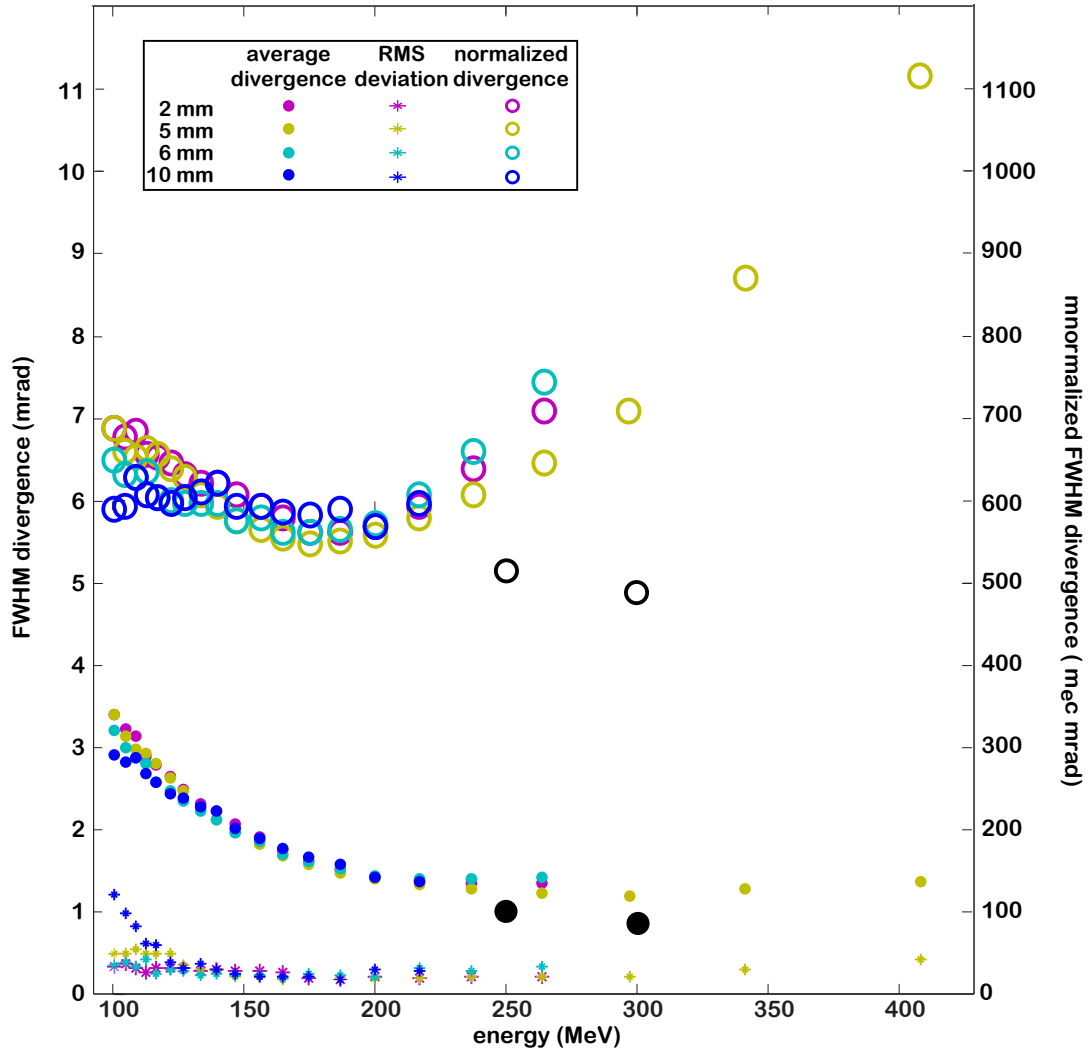 average RMS normalized
divergence deviation divergence
2 mm
5 mm
6 mm
10 mm
11
10
9
8
7
6
5
4
3
2
1
0
FWHM divergence (mrad)
1100
1000
900
800
700
600
500
400
300
200
100
0
mnormalized FWHM divergence ( mec mrad)
100 150 200 250 300 350 400
energy (MeV)